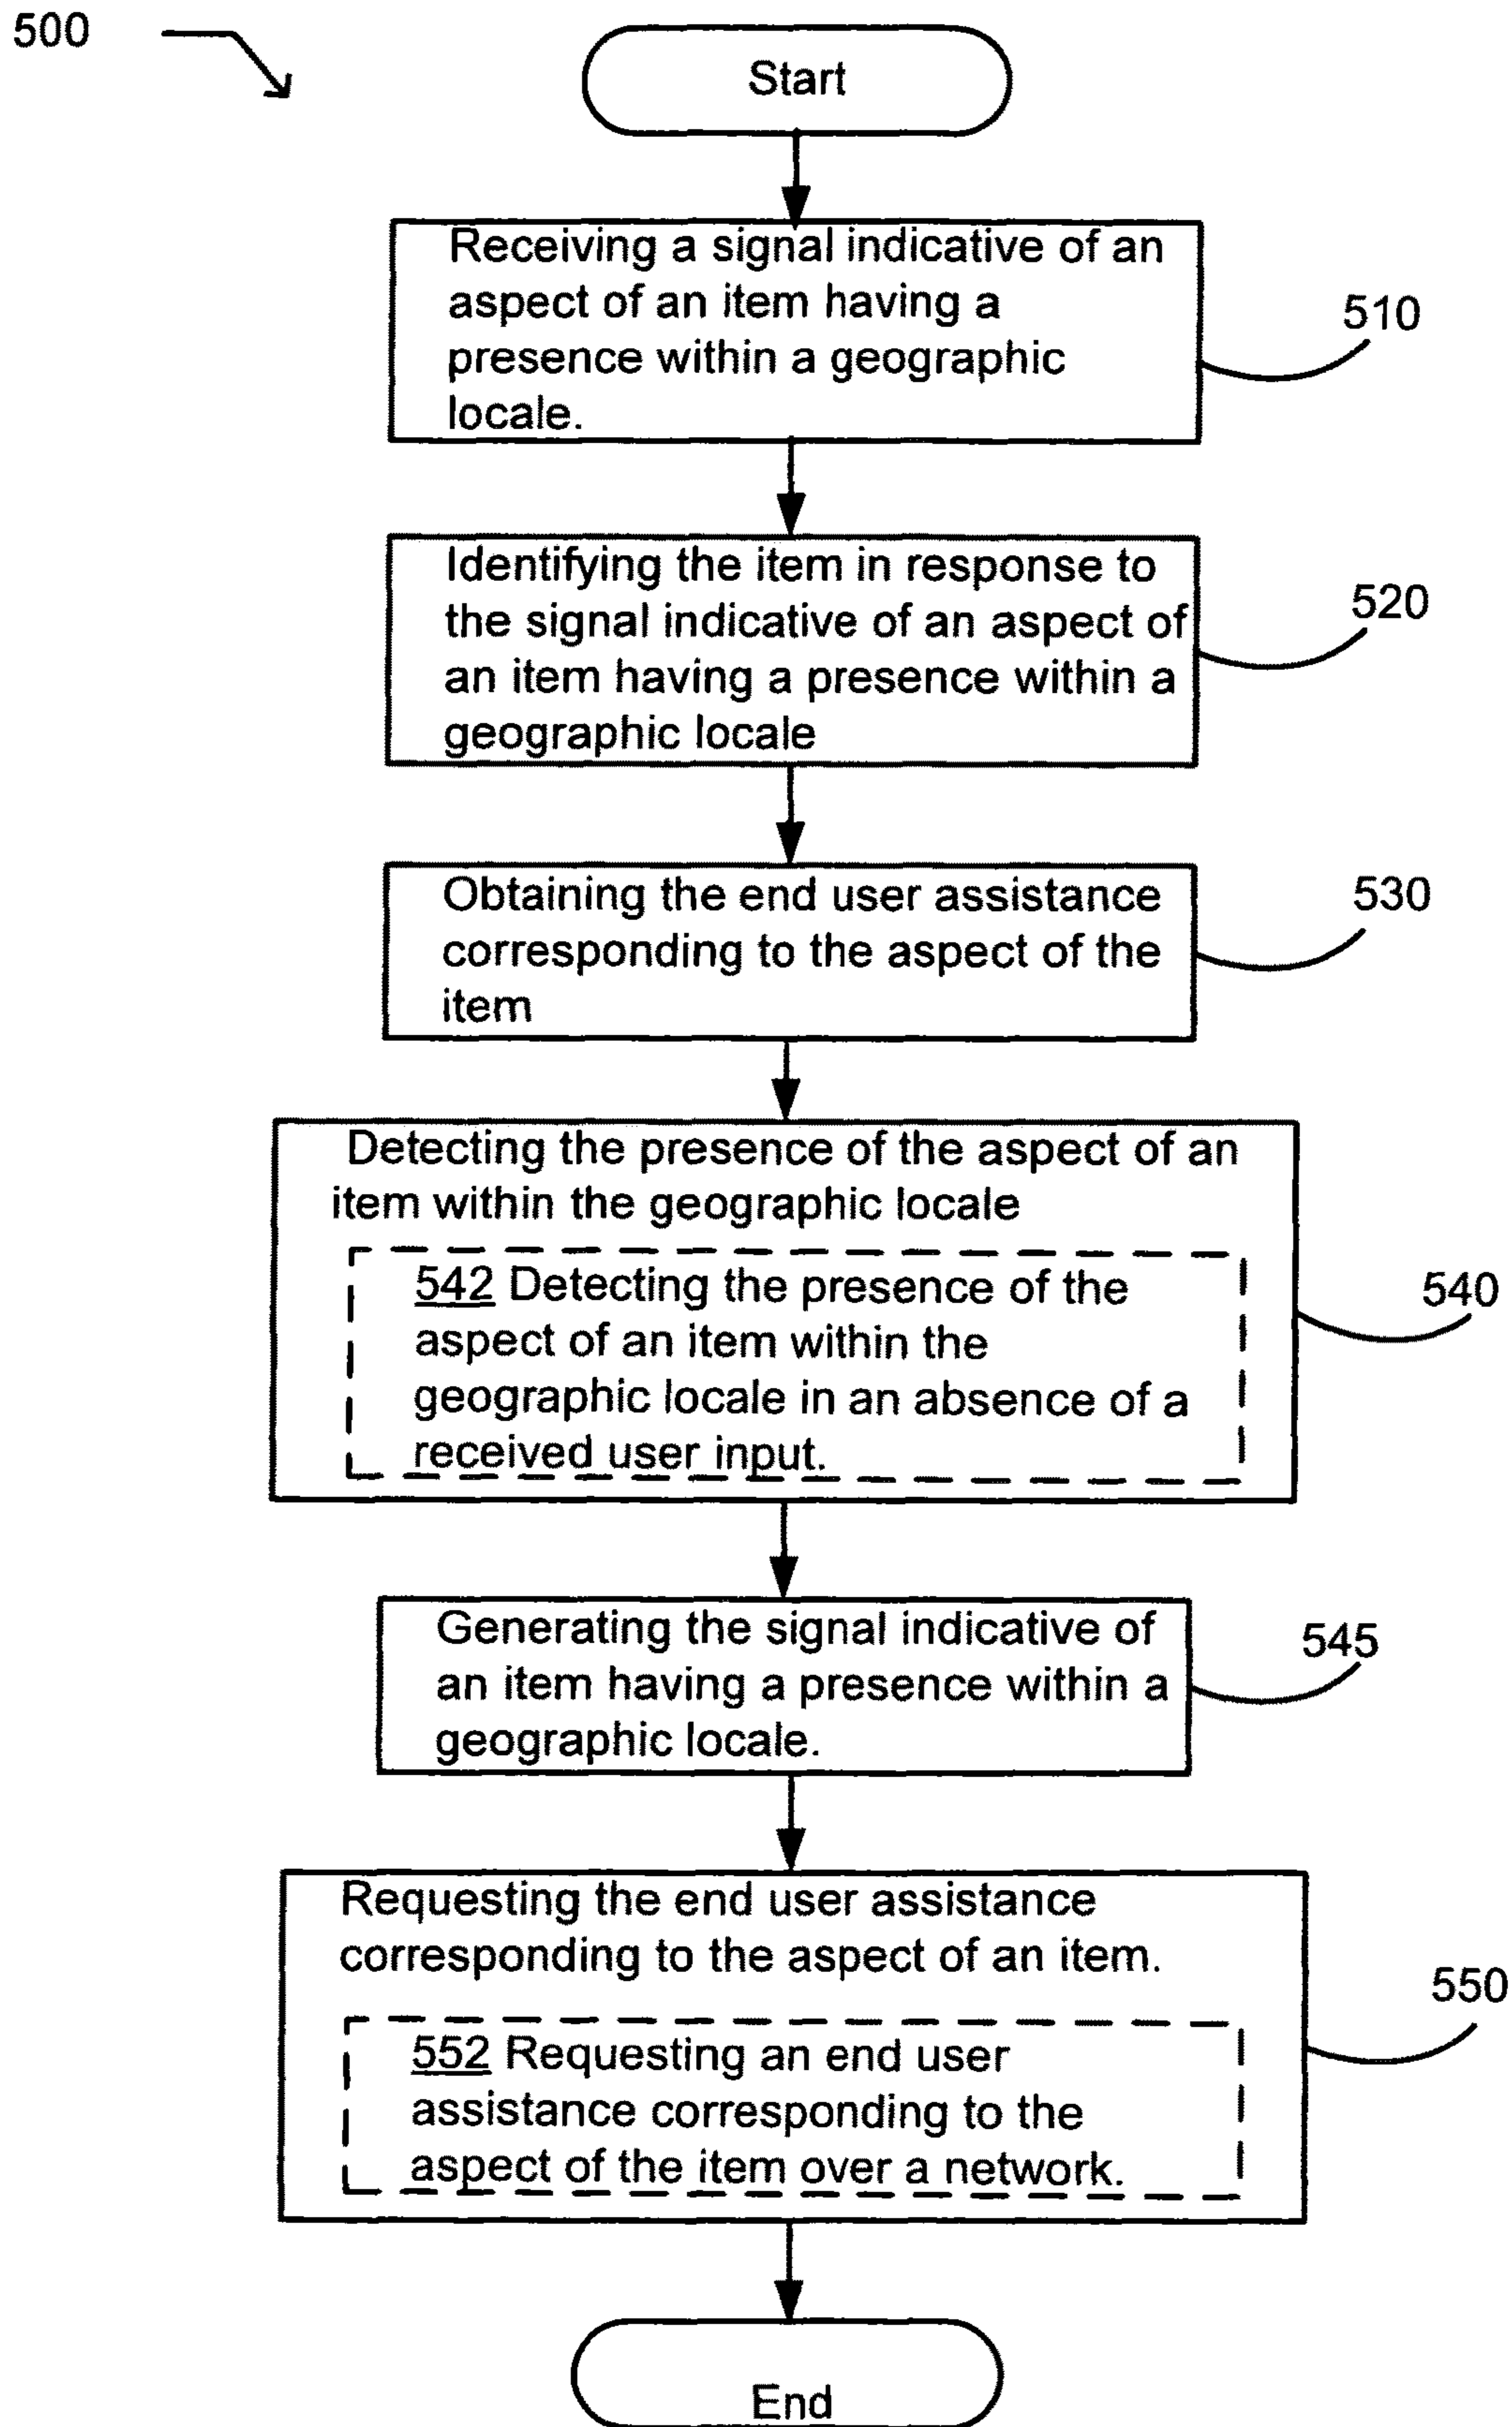 500
Start
Receiving a signal indicative of an
aspect of an item having a
presence within a geographic
locale.
510
Identifying the item in response to
the signal indicative of an aspect of
an item having a presence within a
geographic locale
520
Obtaining the end user assistance
corresponding to the aspect of the
item
530
Detecting the presence of the aspect of an
item within the geographic locale
542 Detecting the presence of the
aspect of an item within the
geographic locale in an absence of a
received user input.
540
Generating the signal indicative of
an item having a presence within a
geographic locale.
545
Requesting the end user assistance
corresponding to the aspect of an item.
552 Requesting an end user
assistance corresponding to the
aspect of the item over a network.
550
End